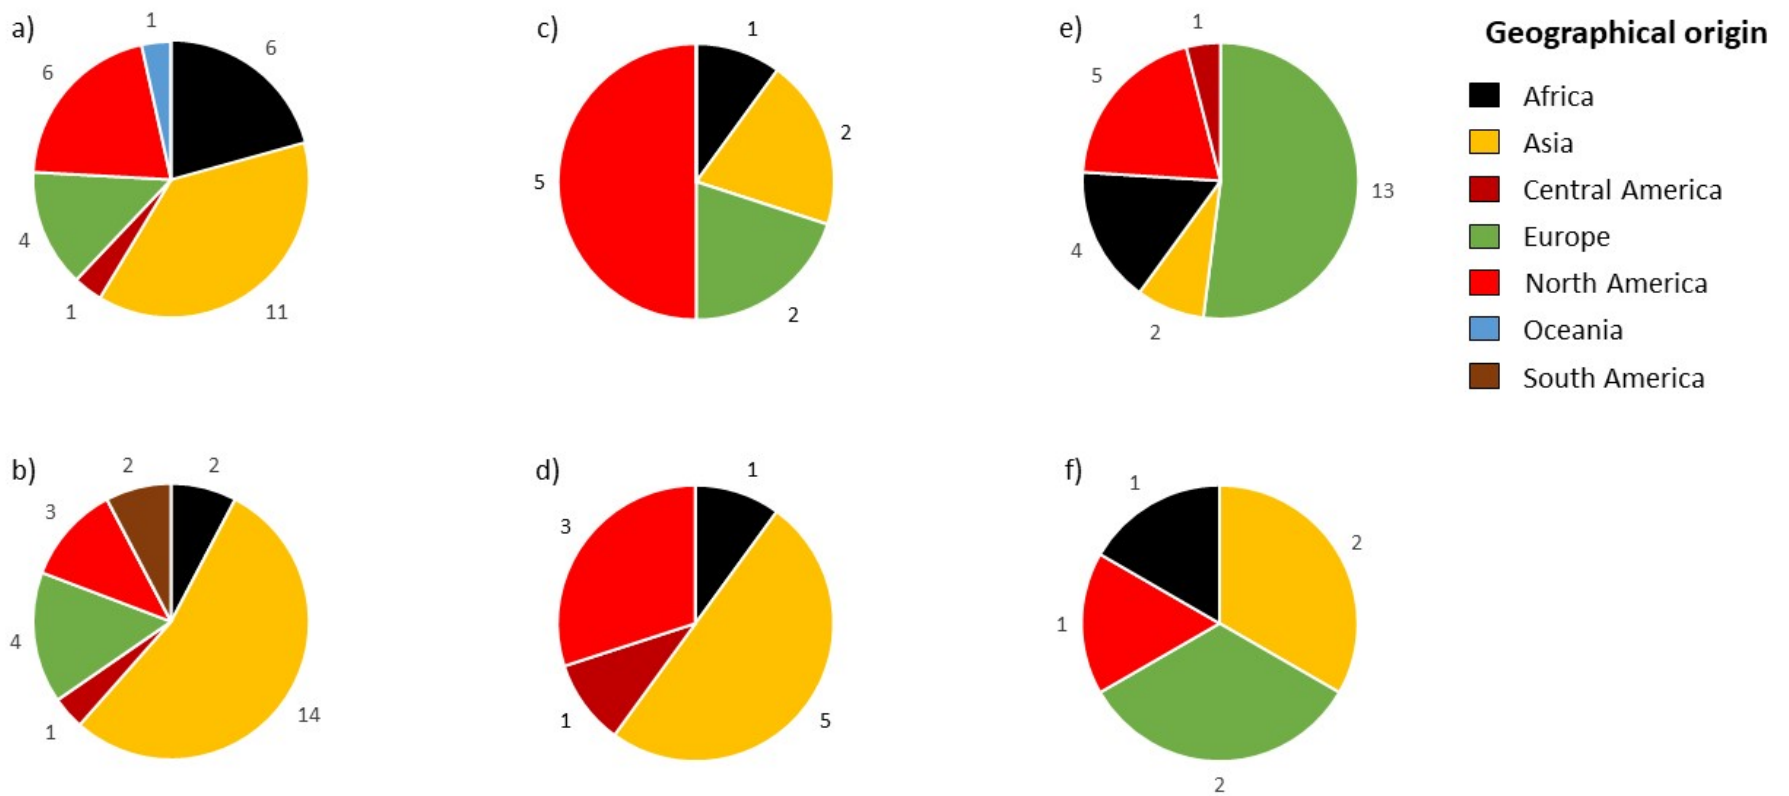 a)
1
6
6
4
1
11
c)
1
2
5
2
e)
1
5
13
4
2
Geographical origin
Africa
Asia
Central America
Europe
North America
Oceania
South America
b)
2
2
3
4
1
14
d)
1
3
1
5
f)
1
2
1
2